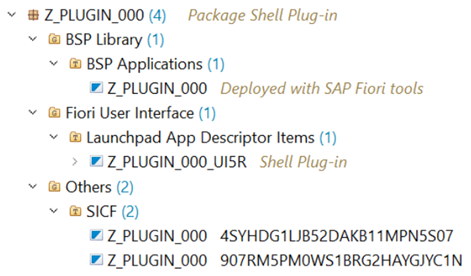 Z_PLUGIN_000 (4) Package Shell Plug-in
BSP Library (1)
BSP Applications (1)
Z_PLUGIN_000 Deployed with SAP Fiori tools
Fiori User Interface (1)
Launchpad App Descriptor Items (1)
Z_PLUGIN_000_UI5R Shell Plug-in
Others (2)
SICF (2)
Z_PLUGIN_000 4SYHDG1LJB52DAKB11MPN5S07
Z_PLUGIN_000 907RM5PM0WS1BRG2HAYGJYC1N